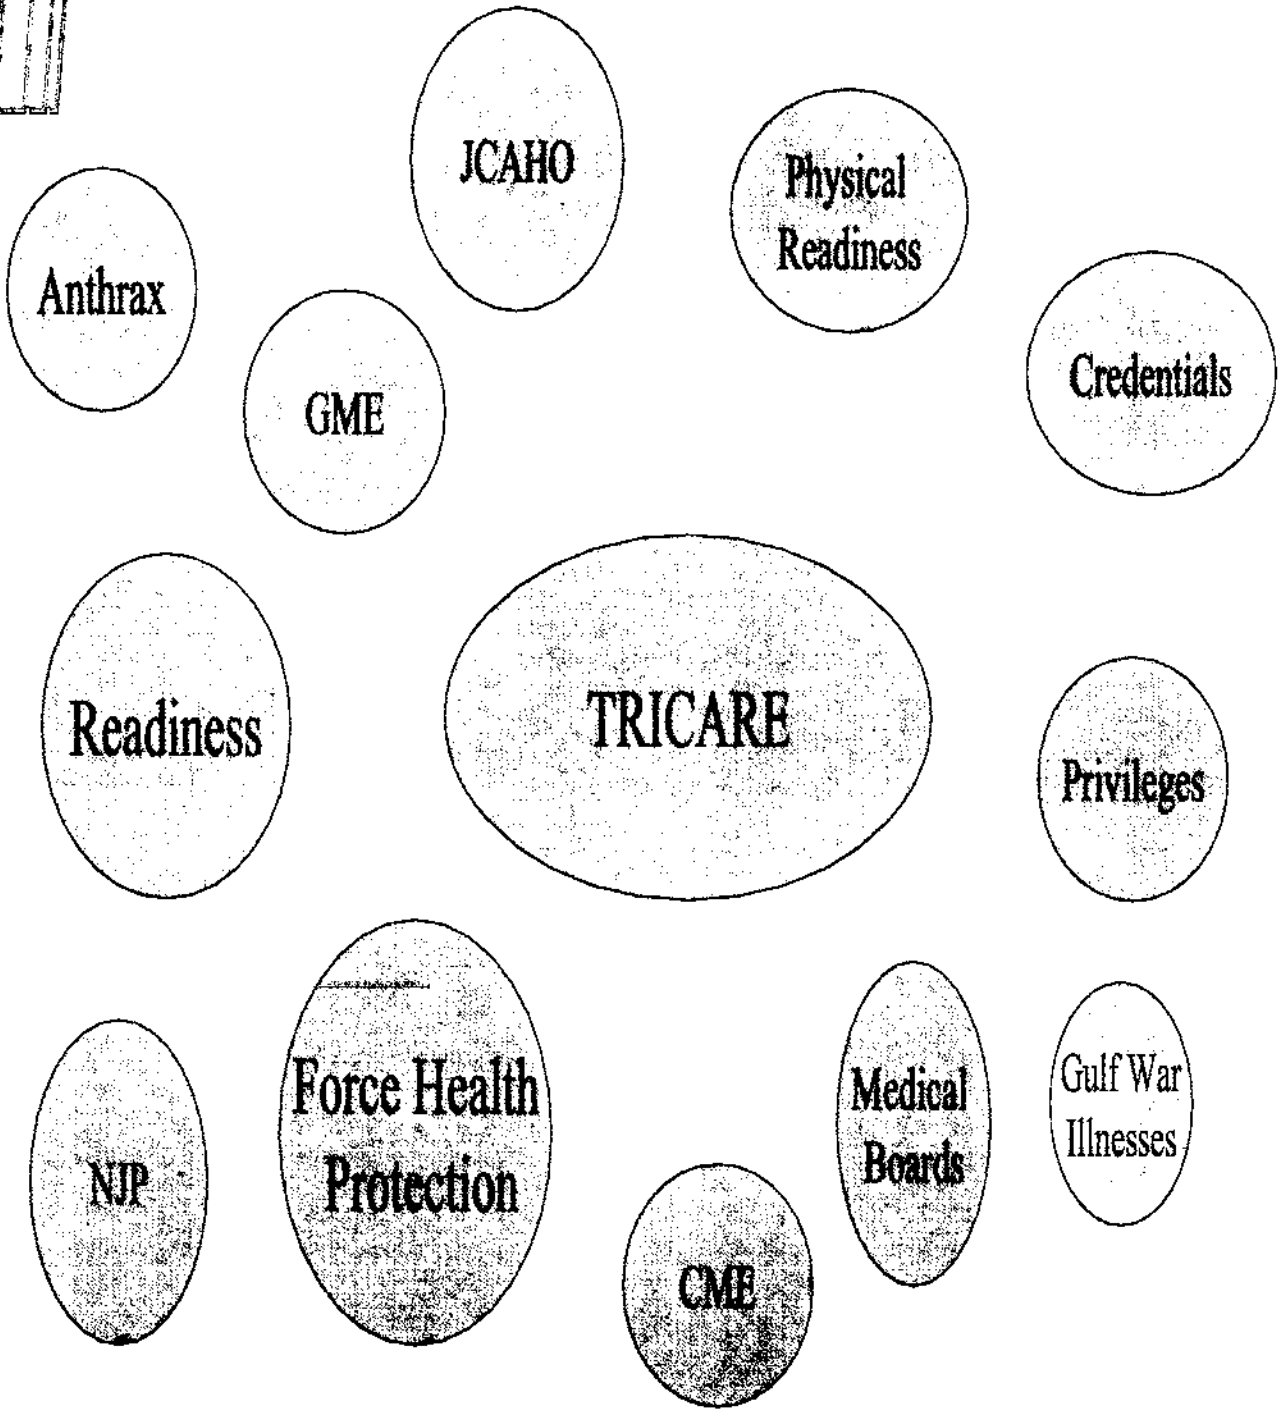 JCAHO
Physical
Readiness
Anthrax
Credentials
GME
Readiness
TRICARE
Privileges
Force Health
Protection
Medical
Boards
Gulf War
Illnesses
NJP
CME